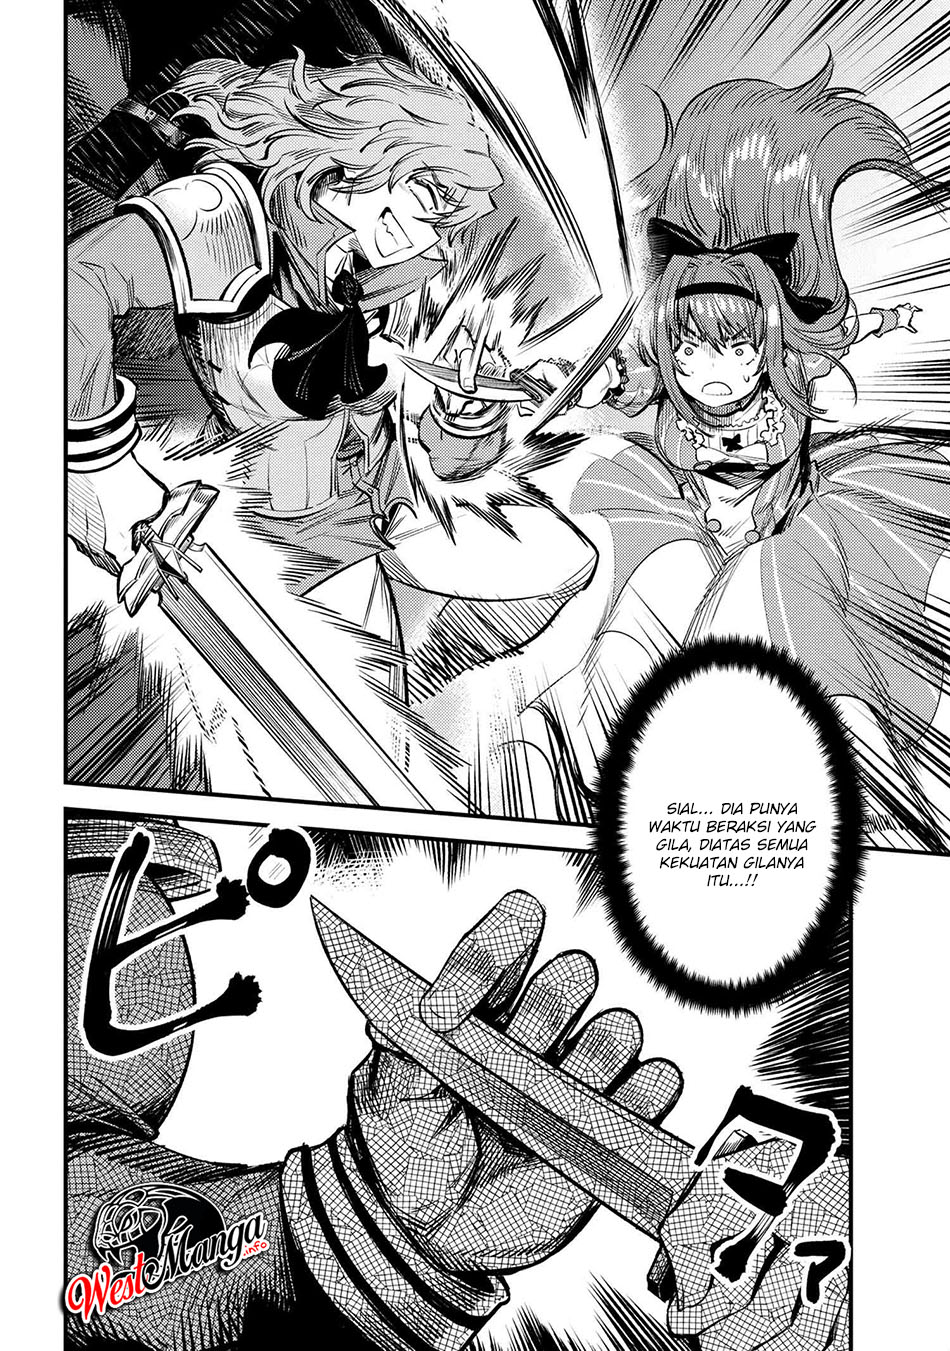 SIAL... DIA PUNYA
WAKTU BERAKSI YANG
GILA, DIATAS SEMUA
KEKUATAN GILANYA
ITU...!!
ピ
タァ
WestManga
.info